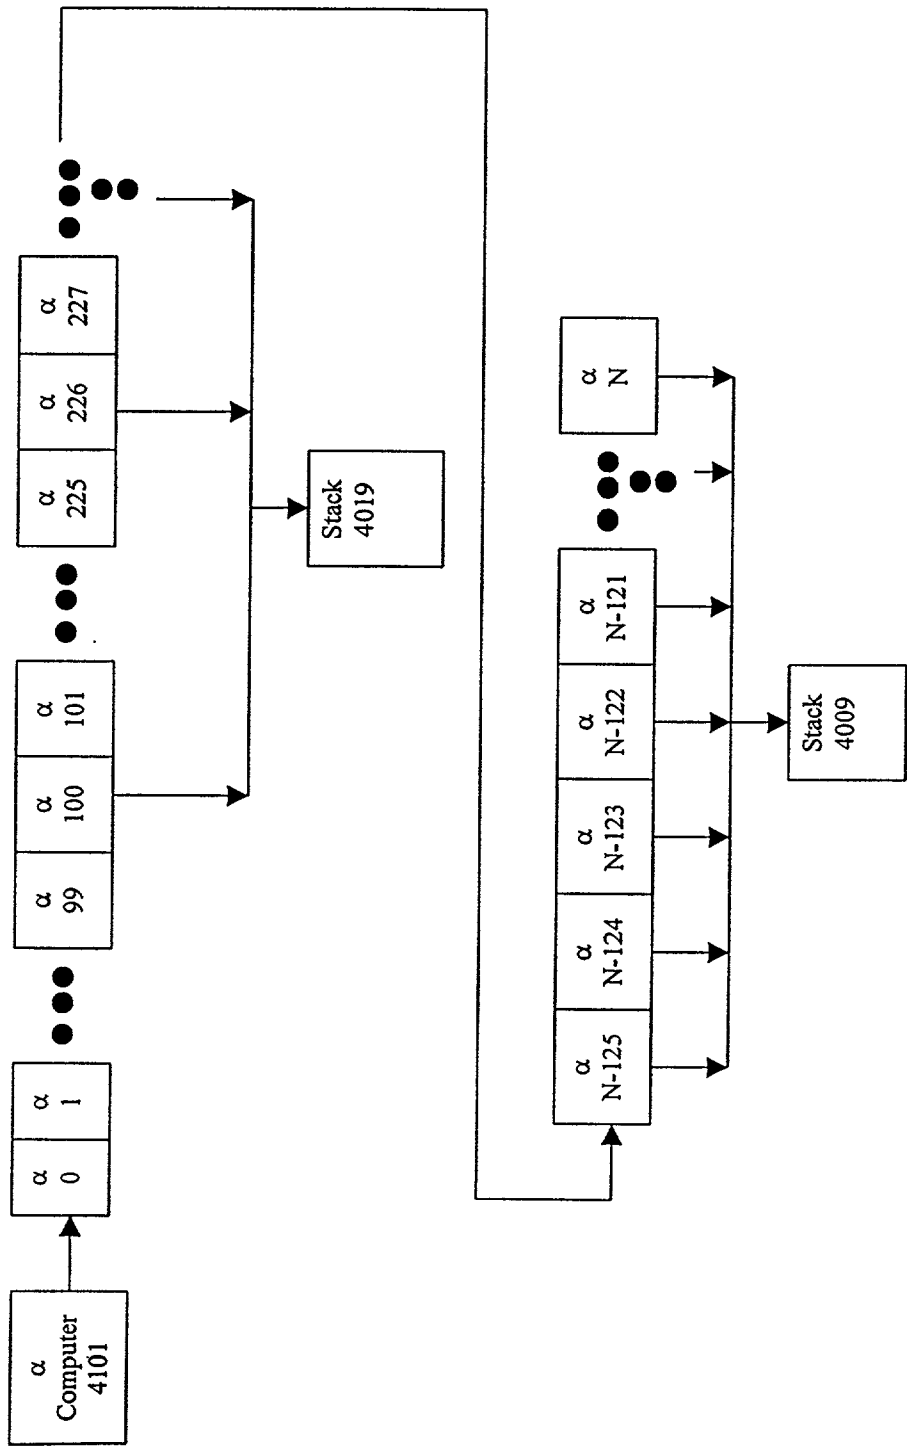 α
Computer
4101
α
0
α
1
α
99
α
100
α
101
α
225
α
226
α
227
Stack
4019
α
N-125
α
N-124
α
N-123
α
N-122
α
N-121
α
N
Stack
4009